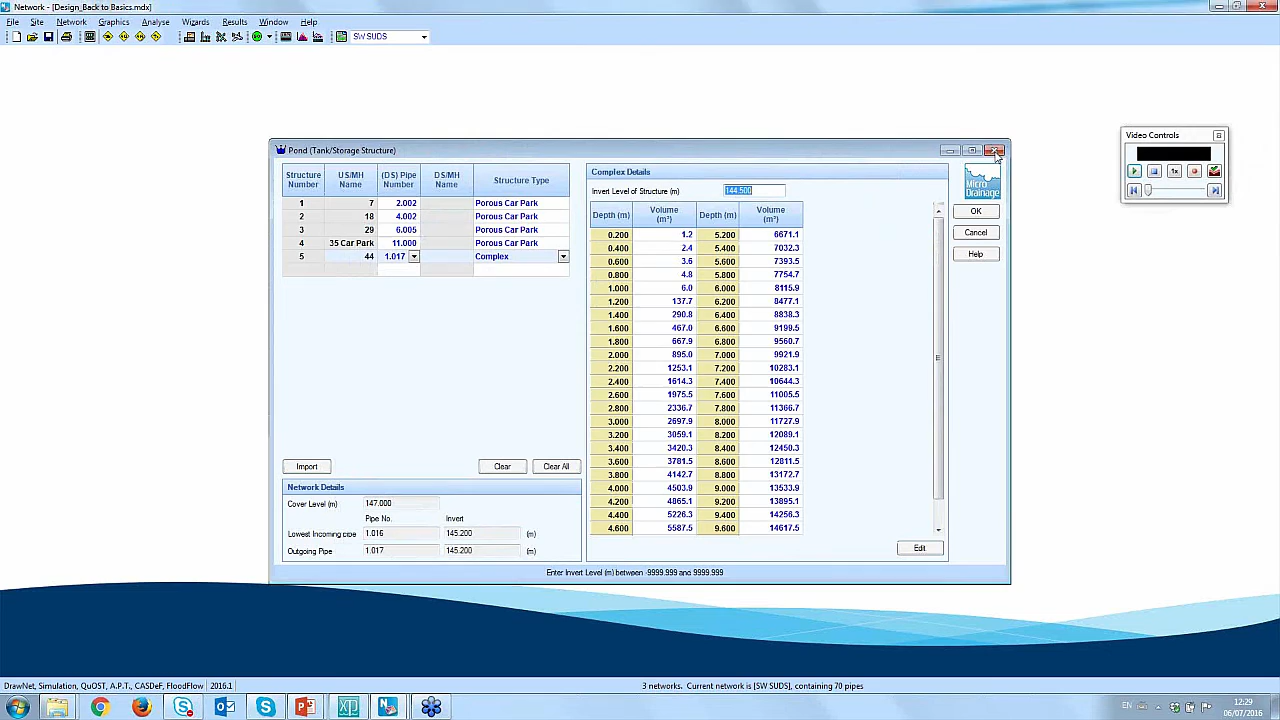 Network - [Design_Back to Basics.mdx]
File Site Network Graphics Analyse Wizards Results Window Help
SW SUDS
Video Controls
1x
Pond (Tank/Storage Structure)
Structure Number US/MH Name (DS) Pipe Number DS/MH Name Structure Type
1 7 2.002 Porous Car Park
2 18 4.002 Porous Car Park
3 29 6.005 Porous Car Park
4 35 Car Park 11.000 Porous Car Park
5 44 1.017 Complex
Import Clear Clear All
Network Details
Cover Level (m) 147.000
Pipe No. Invert
Lowest Incoming pipe 1.016 145.200 (m)
Outgoing Pipe 1.017 145.200 (m)
Complex Details
Invert Level of Structure (m) 144.500
Depth (m) Volume (m³) Depth (m) Volume (m³)
0.200 1.2 5.200 6671.1
0.400 2.4 5.400 7032.3
0.600 3.6 5.600 7393.5
0.800 4.8 5.800 7754.7
1.000 6.0 6.000 8115.9
1.200 137.7 6.200 8477.1
1.400 290.8 6.400 8838.3
1.600 467.0 6.600 9199.5
1.800 667.9 6.800 9560.7
2.000 895.0 7.000 9921.9
2.200 1253.1 7.200 10283.1
2.400 1614.3 7.400 10644.3
2.600 1975.5 7.600 11005.5
2.800 2336.7 7.800 11366.7
3.000 2697.9 8.000 11727.9
3.200 3059.1 8.200 12089.1
3.400 3420.3 8.400 12450.3
3.600 3781.5 8.600 12811.5
3.800 4142.7 8.800 13172.7
4.000 4503.9 9.000 13533.9
4.200 4865.1 9.200 13895.1
4.400 5226.3 9.400 14256.3
4.600 5587.5 9.600 14617.5
Edit
Micro Drainage
OK
Cancel
Help
Enter Invert Level (m) between -9999.999 and 9999.999
DrawNet, Simulation, QuOST, A.P.T., CASDeF, FloodFlow 2016.1 3 networks. Current network is [SW SUDS], containing 70 pipes
EN 12:29
06/07/2016